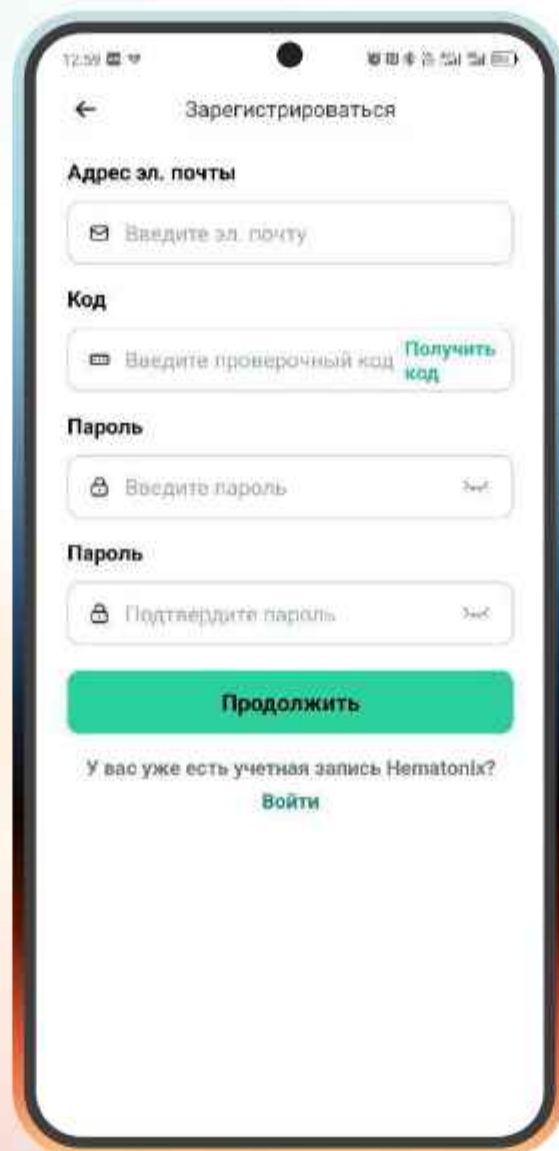 12:59
Зарегистрироваться
Адрес эл. почты
Введите эл. почту
Код
Введите проверочный код
Получить
код
Пароль
Введите пароль
Пароль
Подтвердите пароль
Продолжить
У вас уже есть учетная запись Hematonix?
Войти